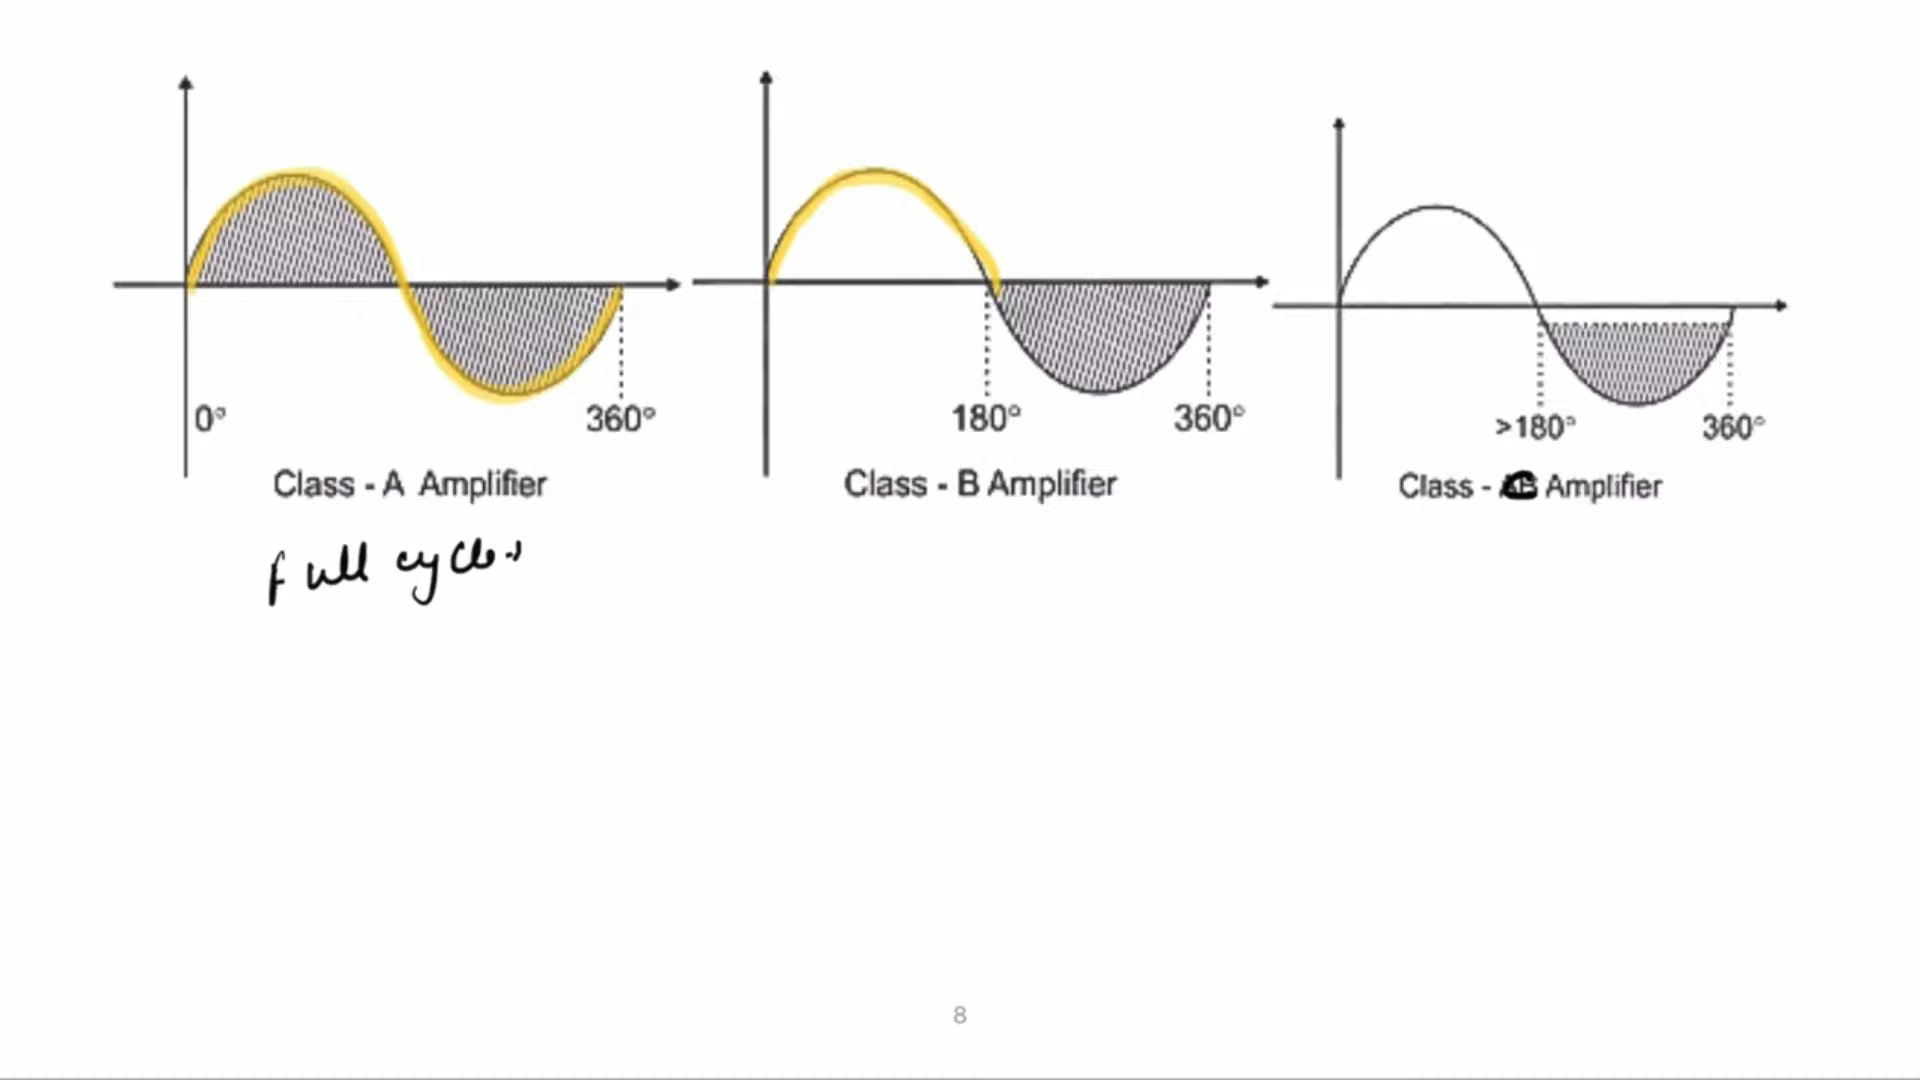 0° 360°
180° 360°
>180° 360°
Class - A Amplifier
Class - B Amplifier
Class - Amplifier
full cycle
8